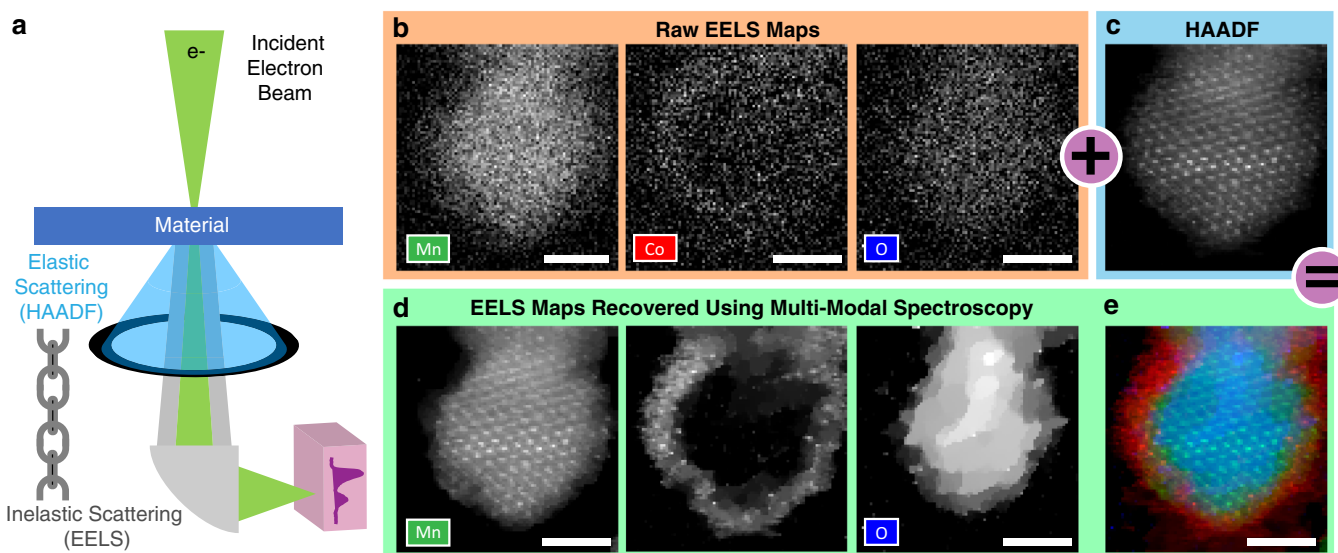 a
e-
Incident
Electron
Beam
Material
Elastic
Scattering
(HAADF)
Inelastic Scattering
(EELS)
b
Raw EELS Maps
Mn
Co
O
+
c
HAADF
=
d
EELS Maps Recovered Using Multi-Modal Spectroscopy
Mn
O
e